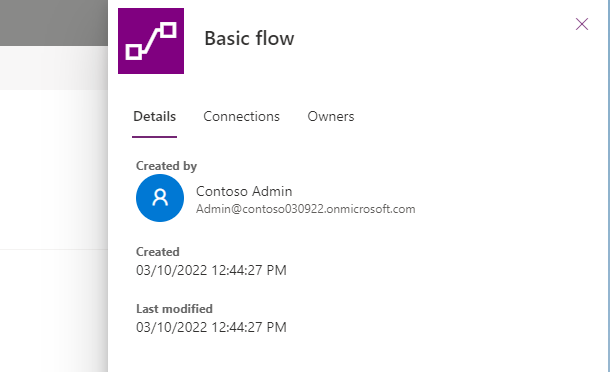 Basic flow
Details Connections Owners
Created by
Contoso Admin
Admin@contoso030922.onmicrosoft.com
Created
03/10/2022 12:44:27 PM
Last modified
03/10/2022 12:44:27 PM